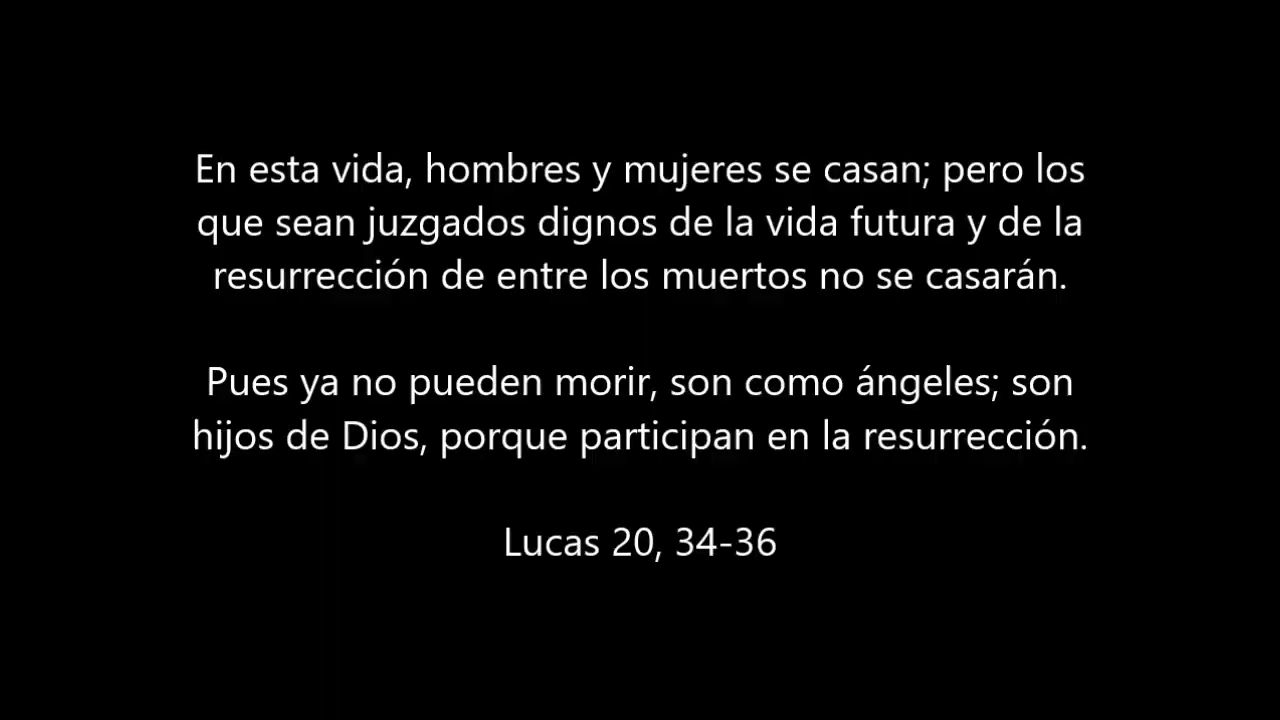 En esta vida, hombres y mujeres se casan; pero los
que sean juzgados dignos de la vida futura y de la
resurrección de entre los muertos no se casarán.
Pues ya no pueden morir, son como ángeles; son
hijos de Dios, porque participan en la resurrección.
Lucas 20, 34-36